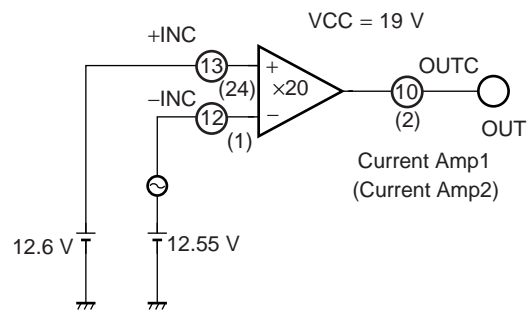 VCC = 19 V
+INC
13
(24)
+
×20
−
−INC
12
(1)
OUTC
10
(2)
OUT
Current Amp1
(Current Amp2)
12.6 V
12.55 V